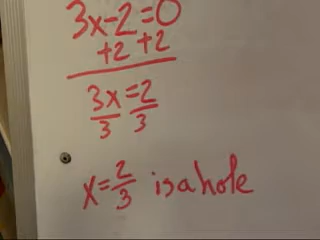 3x-2=0
+2 +2
3x=2
3 3
x=2/3 is a hole